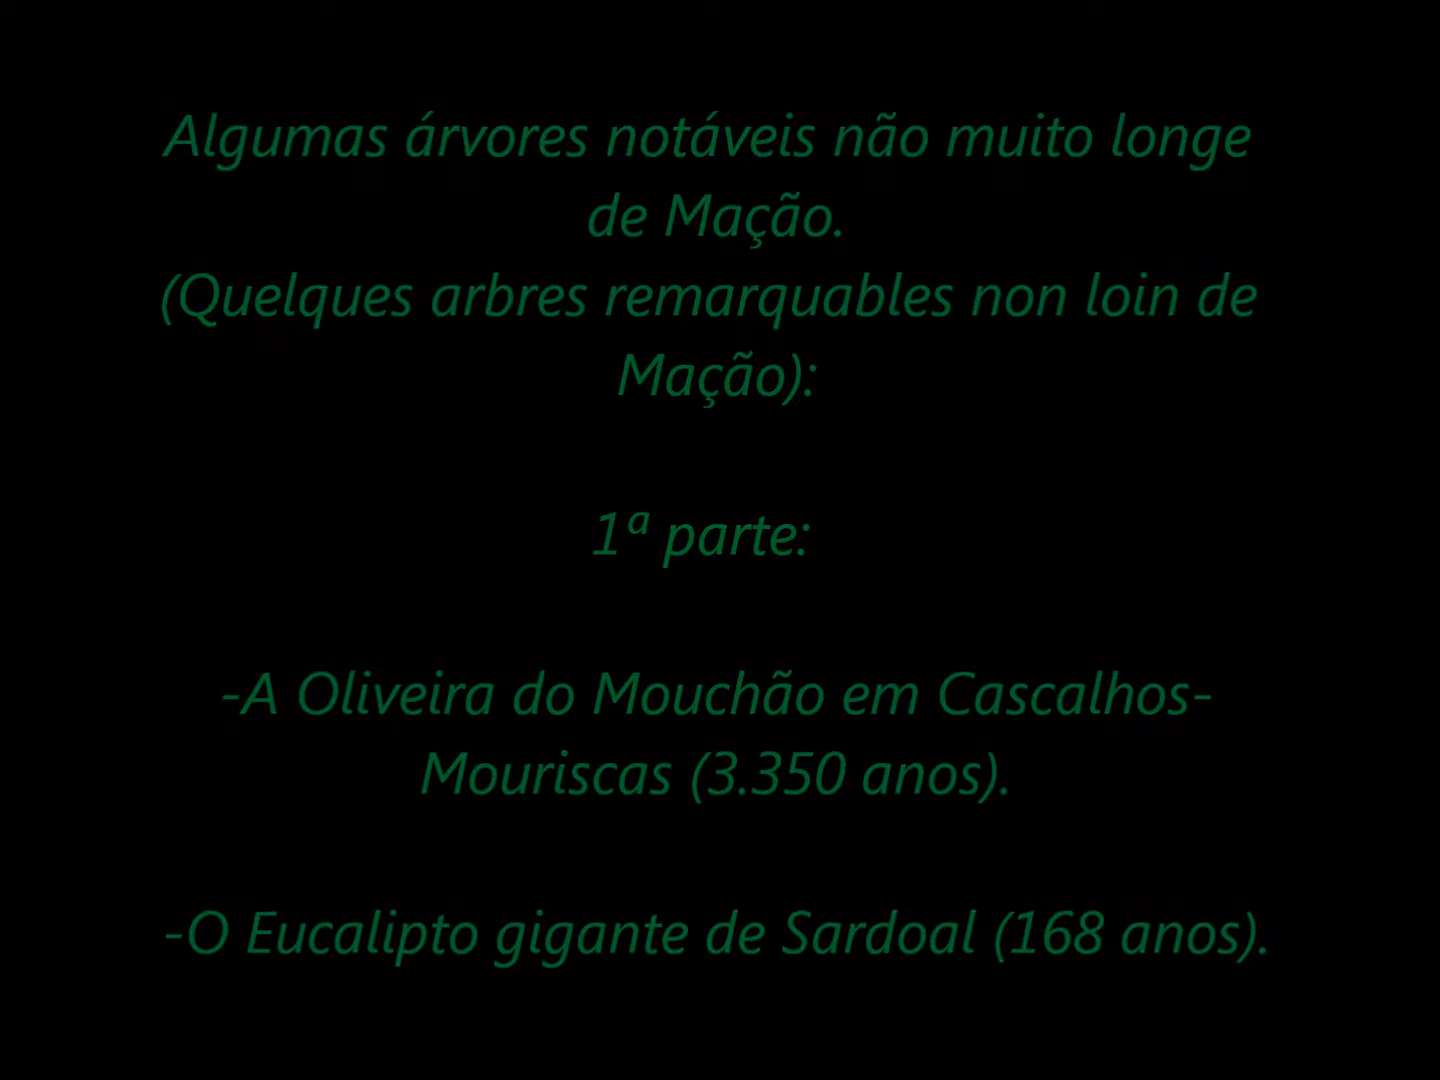 Algumas árvores notáveis não muito longe
de Mação.
(Quelques arbres remarquables non loin de
Mação):
1ª parte:
-A Oliveira do Mouchão em Cascalhos-
Mouriscas (3.350 anos).
-O Eucalipto gigante de Sardoal (168 anos).